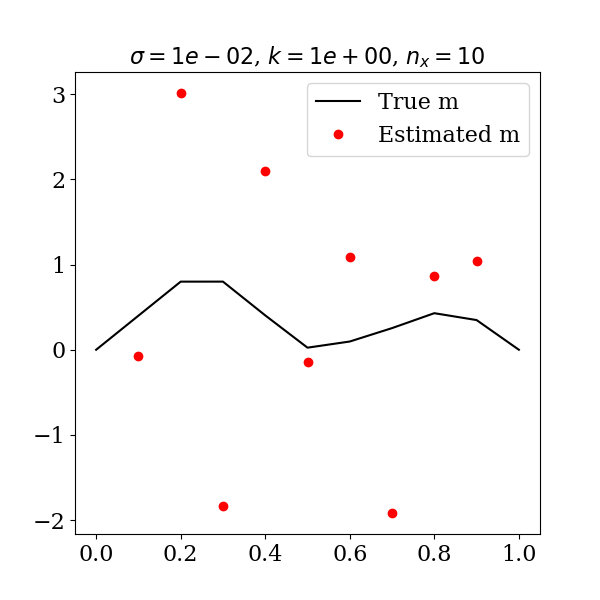 σ = 1e − 02, k = 1e + 00, nₓ = 10
True m
Estimated m
3
2
1
0
−1
−2
0.0 0.2 0.4 0.6 0.8 1.0